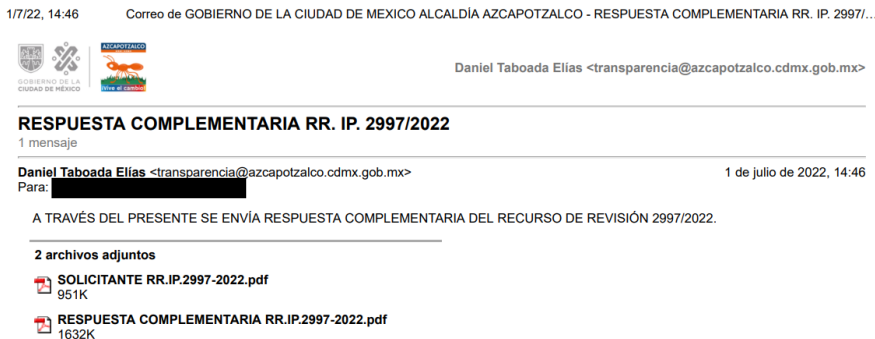 1/7/22, 14:46 Correo de GOBIERNO DE LA CIUDAD DE MEXICO ALCALDÍA AZCAPOTZALCO - RESPUESTA COMPLEMENTARIA RR. IP. 2997/…
AZCAPOTZALCO
GOBIERNO DE LA
CIUDAD DE MÉXICO
¡Vive el cambio!
Daniel Taboada Elías <transparencia@azcapotzalco.cdmx.gob.mx>
RESPUESTA COMPLEMENTARIA RR. IP. 2997/2022
1 mensaje
Daniel Taboada Elías <transparencia@azcapotzalco.cdmx.gob.mx> 1 de julio de 2022, 14:46
Para:
A TRAVÉS DEL PRESENTE SE ENVÍA RESPUESTA COMPLEMENTARIA DEL RECURSO DE REVISIÓN 2997/2022.
2 archivos adjuntos
SOLICITANTE RR.IP.2997-2022.pdf
951K
RESPUESTA COMPLEMENTARIA RR.IP.2997-2022.pdf
1632K